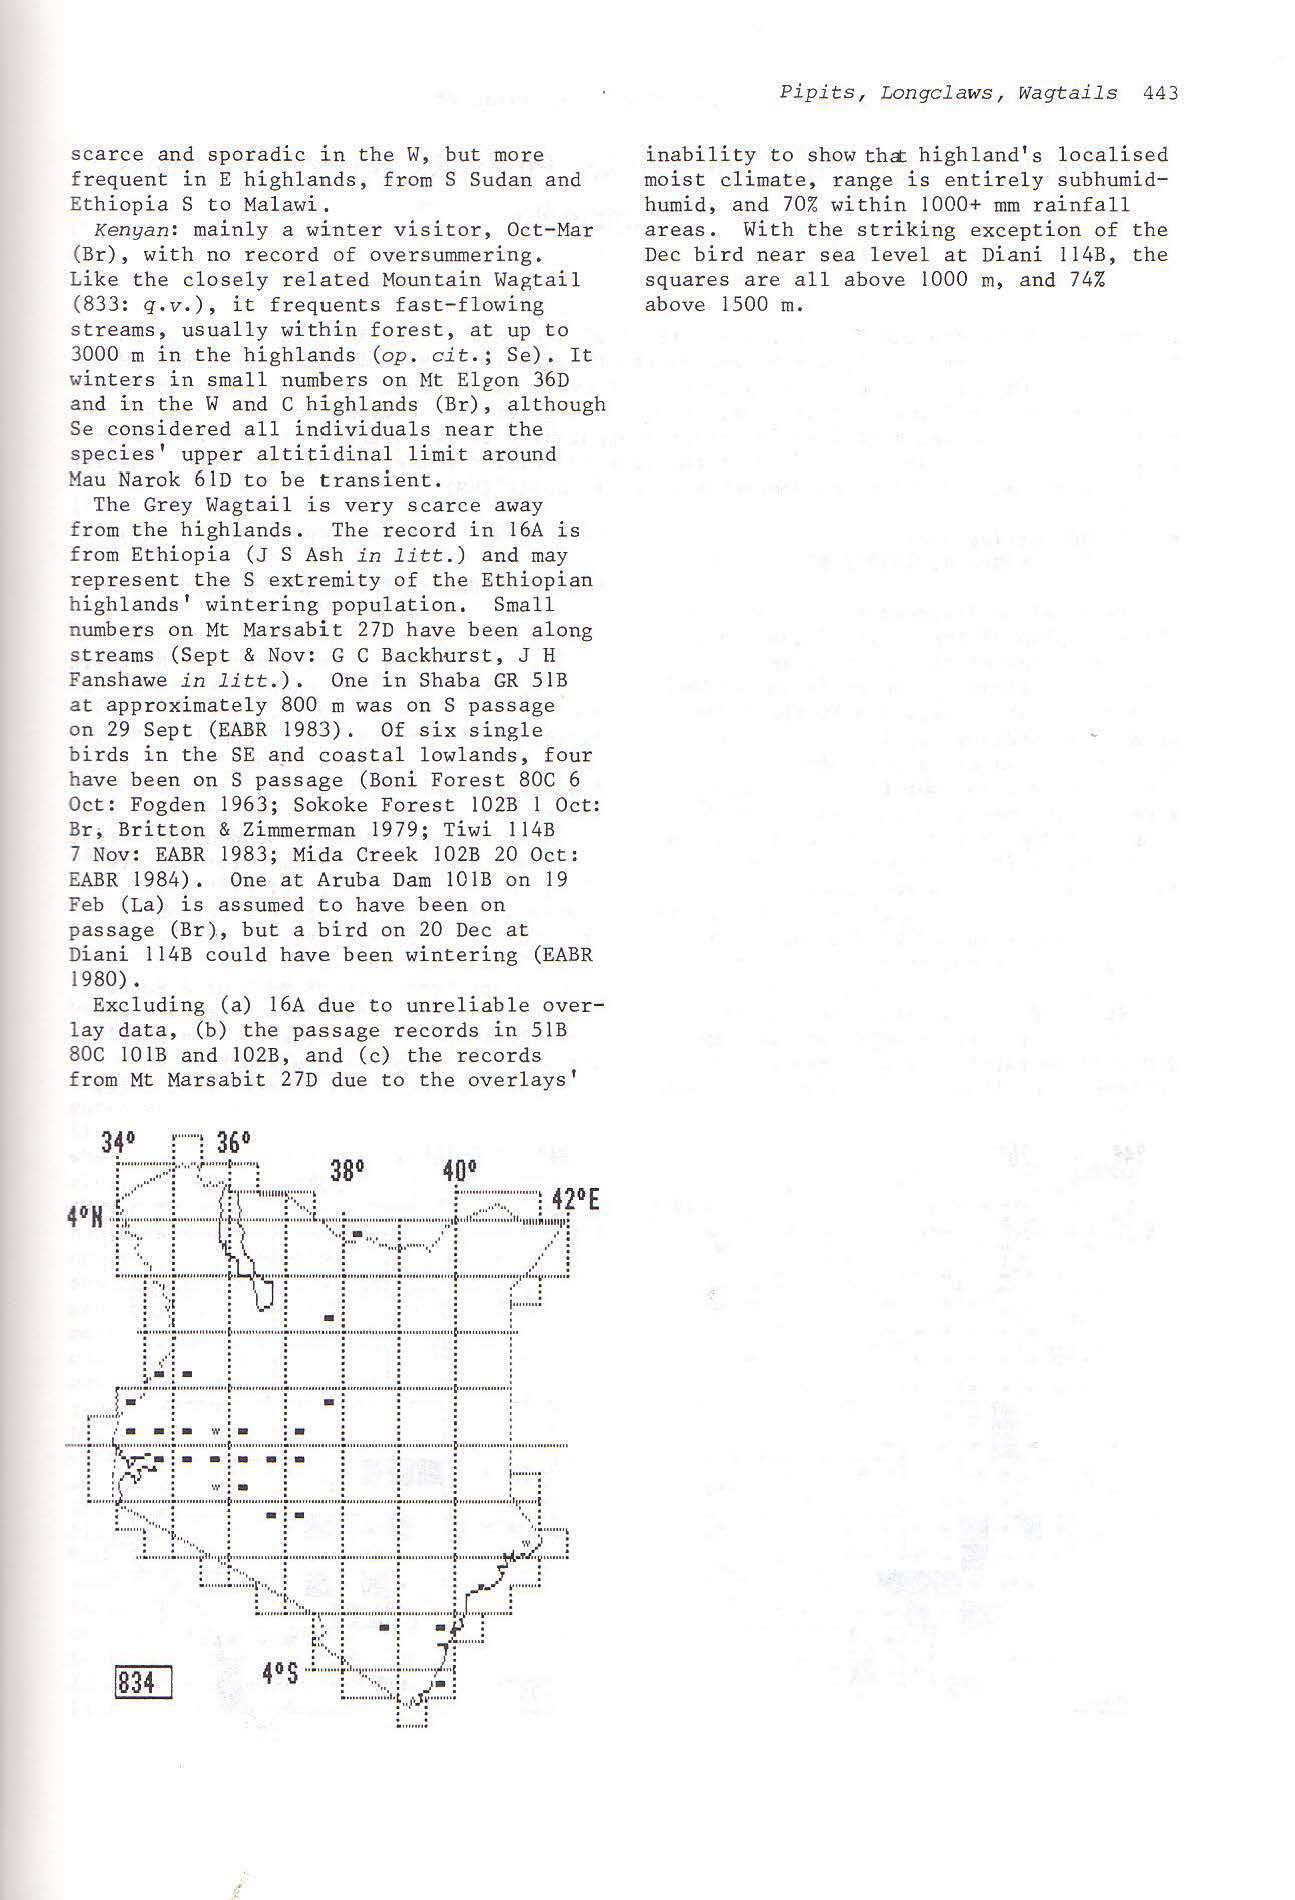 Pipits, Longclaws, Wagtails 443
scarce and sporadic in the W, but more
frequent in E highlands, from S Sudan and
Ethiopia S to Malawi.
Kenyan: mainly a winter visitor, Oct-Mar
(Br), with no record of oversummering.
Like the closely related Mountain Wagtail
(833: q.v.), it frequents fast-flowing
streams, usually within forest, at up to
3000 m in the highlands (op. cit.; Se). It
winters in small numbers on Mt Elgon 36D
and in the W and C highlands (Br), although
Se considered all individuals near the
species' upper altitidinal limit around
Mau Narok 61D to be transient.
The Grey Wagtail is very scarce away
from the highlands. The record in 16A is
from Ethiopia (J S Ash in litt.) and may
represent the S extremity of the Ethiopian
highlands' wintering population. Small
numbers on Mt Marsabit 27D have been along
streams (Sept & Nov: G C Backhurst, J H
Fanshawe in litt.). One in Shaba GR 51B
at approximately 800 m was on S passage
on 29 Sept (EABR 1983). Of six single
birds in the SE and coastal lowlands, four
have been on S passage (Boni Forest 80C 6
Oct: Fogden 1963; Sokoke Forest 102B 1 Oct:
Br, Britton & Zimmerman 1979; Tiwi 114B
7 Nov: EABR 1983; Mida Creek 102B 20 Oct:
EABR 1984). One at Aruba Dam 101B on 19
Feb (La) is assumed to have been on
passage (Br), but a bird on 20 Dec at
Diani 114B could have been wintering (EABR
1980).
Excluding (a) 16A due to unreliable over-
lay data, (b) the passage records in 51B
80C 101B and 102B, and (c) the records
from Mt Marsabit 27D due to the overlays'
inability to show that highland's localised
moist climate, range is entirely subhumid-
humid, and 70% within 1000+ mm rainfall
areas. With the striking exception of the
Dec bird near sea level at Diani 114B, the
squares are all above 1000 m, and 74%
above 1500 m.
34° 36°
38° 40°
42°E
4°N
W
W
W
4°S
834